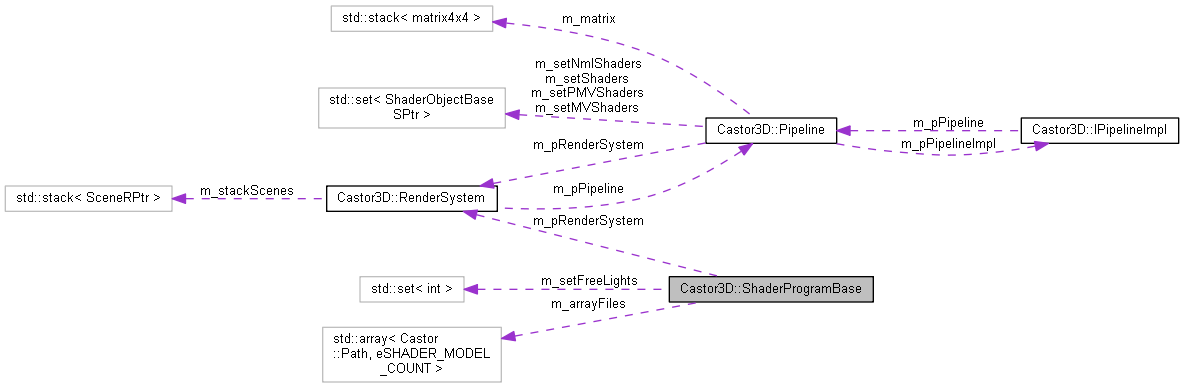 std::stack< matrix4x4 >
m_matrix
m_setNmlShaders
m_setShaders
m_setPMVShaders
m_setMVShaders
std::set< ShaderObjectBase
SPtr >
Castor3D::Pipeline
m_pPipeline
m_pPipelineImpl
Castor3D::IPipelineImpl
m_pRenderSystem
m_pPipeline
std::stack< SceneRPtr >
m_stackScenes
Castor3D::RenderSystem
m_pRenderSystem
std::set< int >
m_setFreeLights
Castor3D::ShaderProgramBase
m_arrayFiles
std::array< Castor
::Path, eSHADER_MODEL
_COUNT >